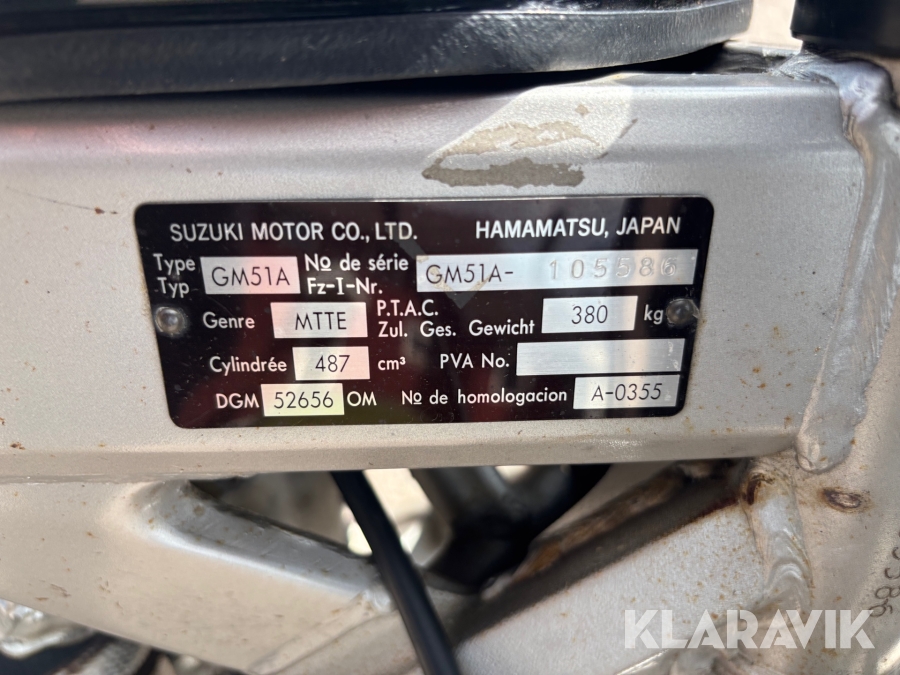 SUZUKI MOTOR CO., LTD. HAMAMATSU, JAPAN
Type Typ GM51A Nº de série Fz-I-Nr. GM51A- 105586
Genre MTTE P.T.A.C. Zul. Ges. Gewicht 380 kg
Cylindrée 487 cm³ PVA No.
DGM 52656 OM Nº de homologacion A-0355
KLARAVIK